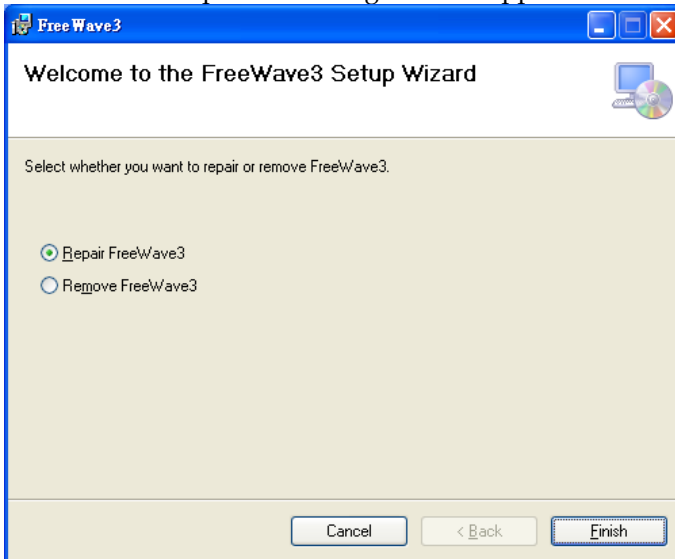 FreeWave3
Welcome to the FreeWave3 Setup Wizard
Select whether you want to repair or remove FreeWave3.
Repair FreeWave3
Remove FreeWave3
Cancel
< Back
Finish